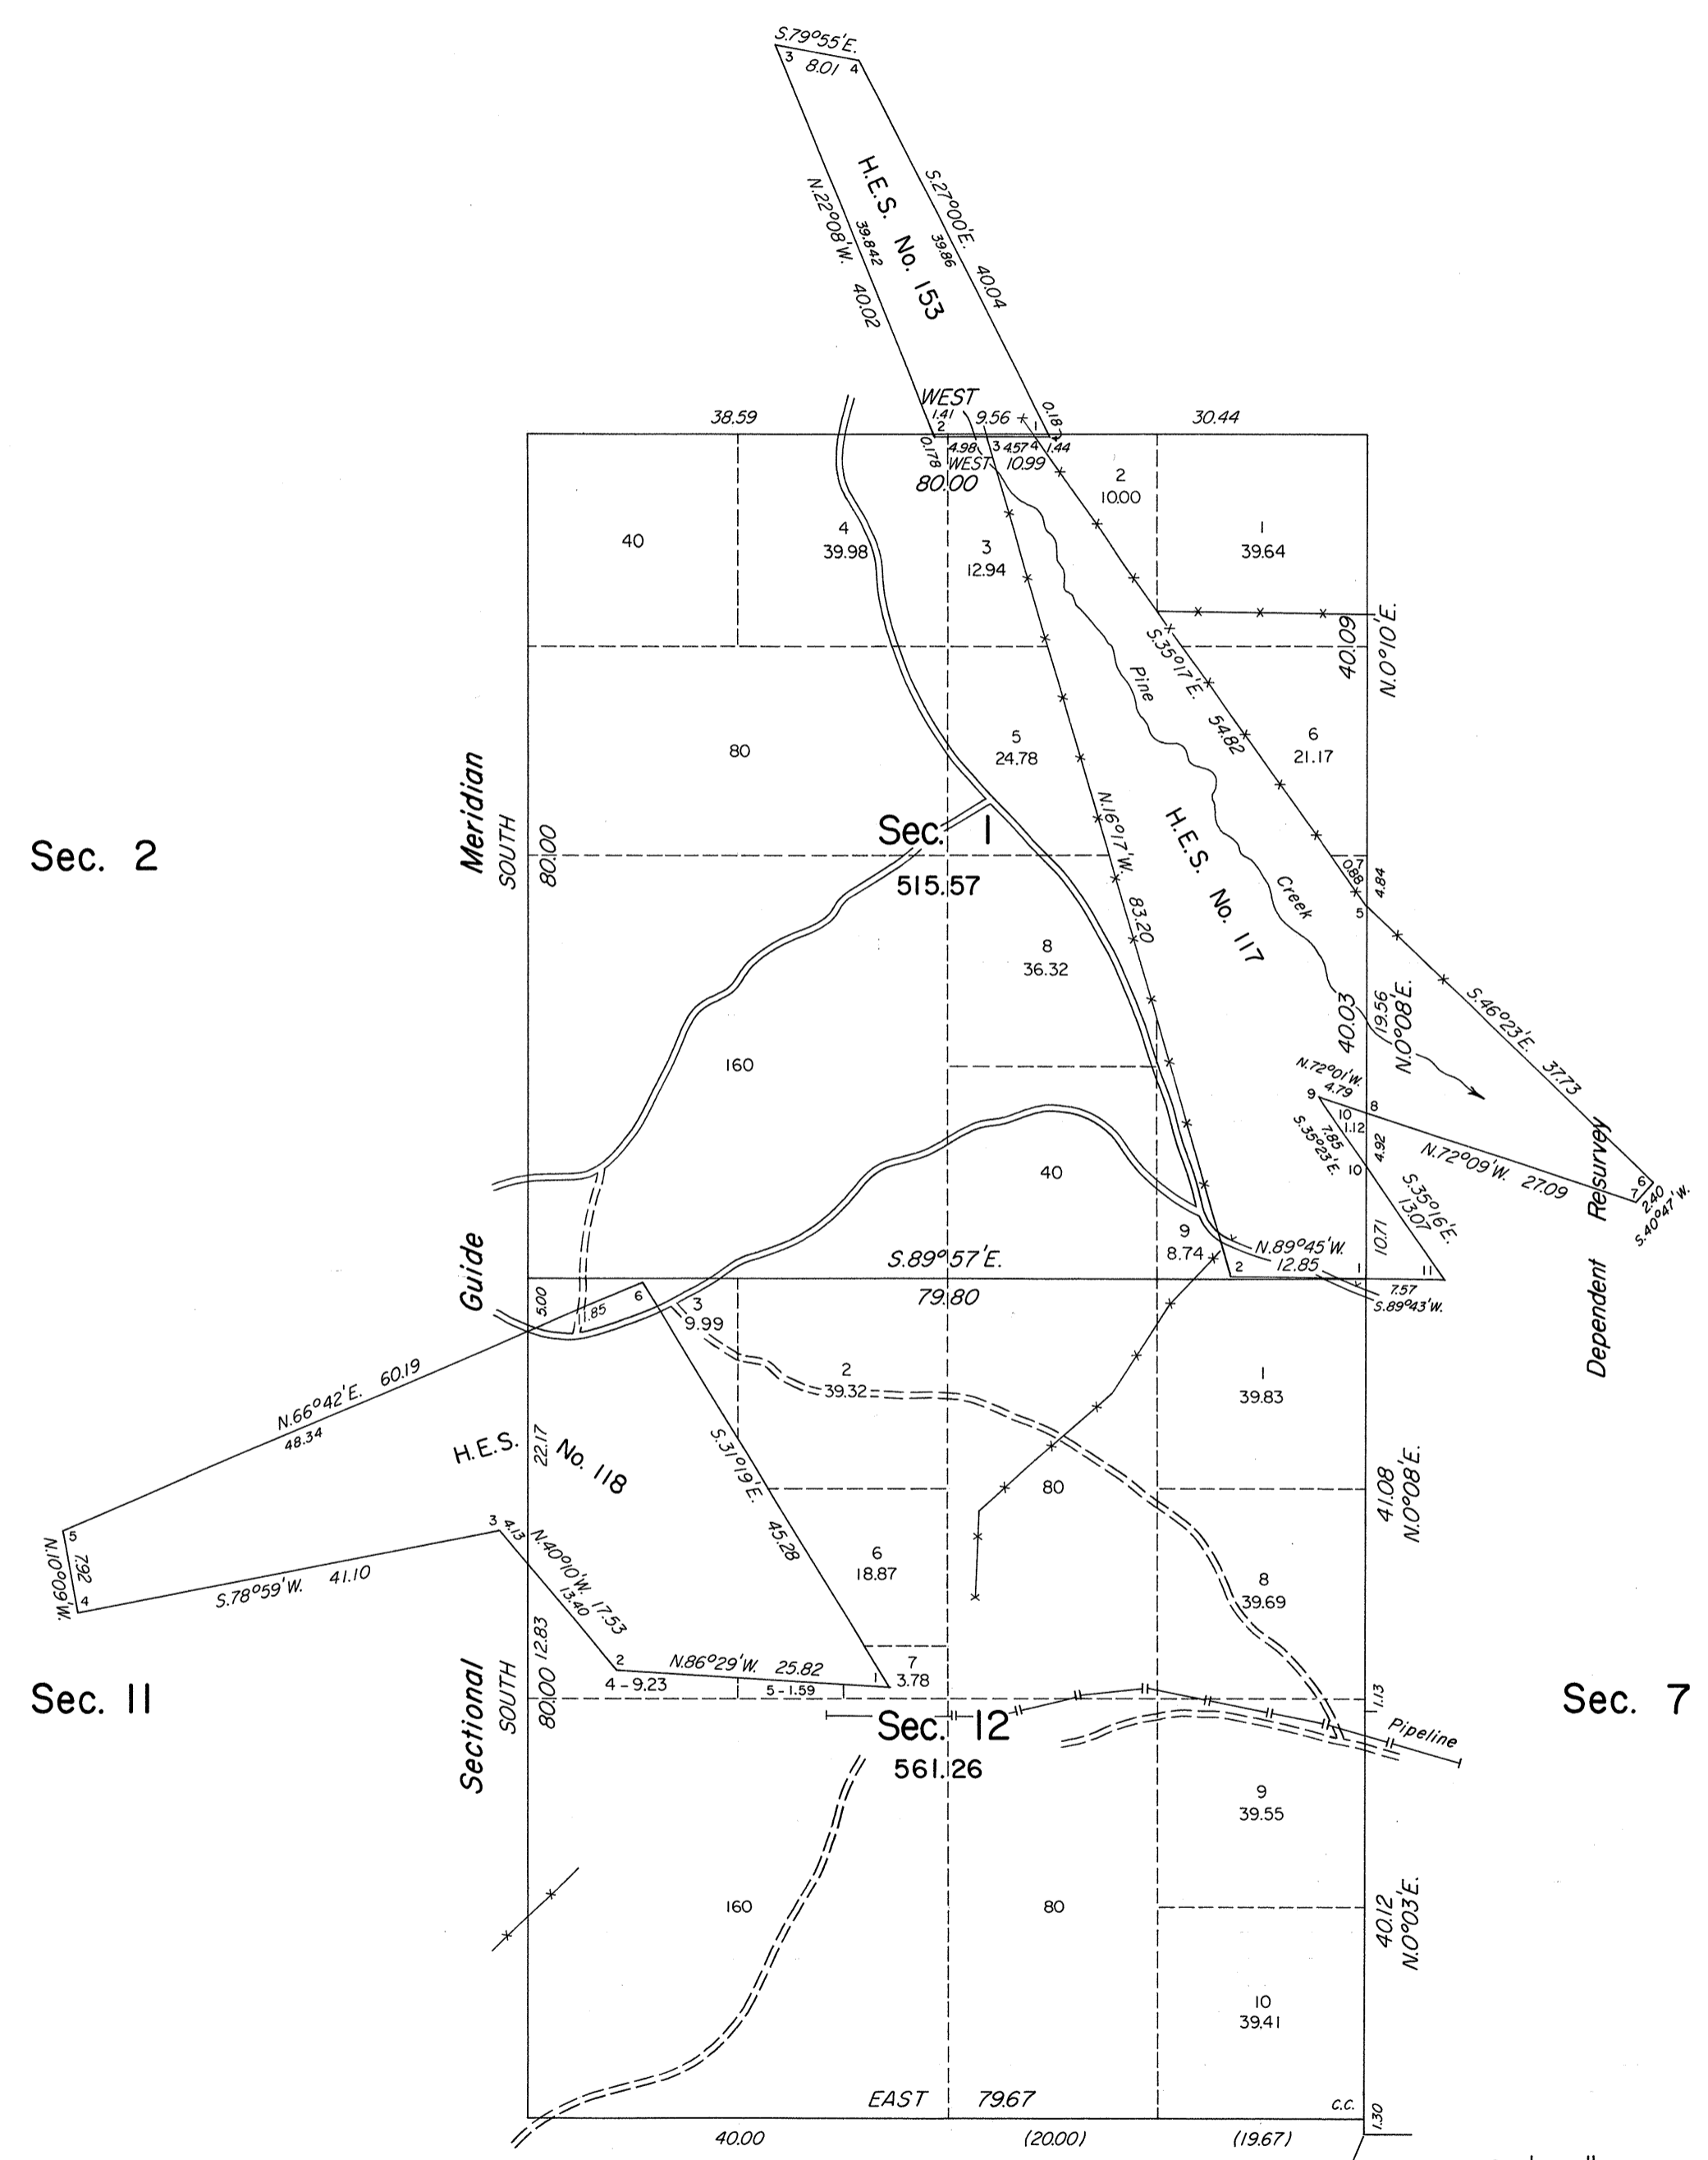 S.79°55'E.
3
8.01
4
H.E.S. No. 153
N.22°08'W. 40.02
39.842
S.27°00'E. 40.04
39.86
WEST
38.59
1.41
2
9.56
1
0.18
2
30.44
0.178
4.98
3
4.57
4
1.44
WEST 10.99
80.00
2
10.00
1
39.64
40
4
39.98
3
12.94
40.09
N.0°10'E.
S.35°17'E. 54.82
Pine
Creek
80
5
24.78
6
21.17
Meridian
SOUTH
80.00
Sec. 2
Sec. 1
515.57
N.16°17'W. 83.20
H.E.S. No. 117
7
0.88
4.84
5
8
36.32
40.03
19.56
N.0°08'E.
S.46°23'E. 37.73
160
N.72°01'W.
4.79
9
8
10
1.12
7.85
S.35°23'E.
10
4.92
N.72°09'W. 27.09
6
7
2.40
S.40°47'W.
Dependent Resurvey
S.35°16'E.
13.07
10.71
40
9
8.74
N.89°45'W.
12.85
2
1
11
7.57
S.89°43'W.
S.89°57'E.
79.80
Guide
5.00
1.85
6
3
9.99
2
39.32
1
39.83
N.66°42'E. 60.19
48.34
H.E.S. No. 118
22.17
S.31°19'E. 45.28
80
41.08
N.0°08'E.
5
N.10°09'W.
7.92
4
S.78°59'W. 41.10
3
4.13
N.40°10'W. 17.53
13.40
6
18.87
8
39.69
12.83
2
N.86°29'W. 25.82
1
7
3.78
4-9.23
5-1.59
1.13
Sec. 11
Sectional
SOUTH
80.00
Sec. 12
561.26
Pipeline
Sec. 7
9
39.55
160
80
40.12
N.0°03'E.
10
39.41
EAST 79.67
C.C.
1.30
40.00
(20.00)
(19.67)